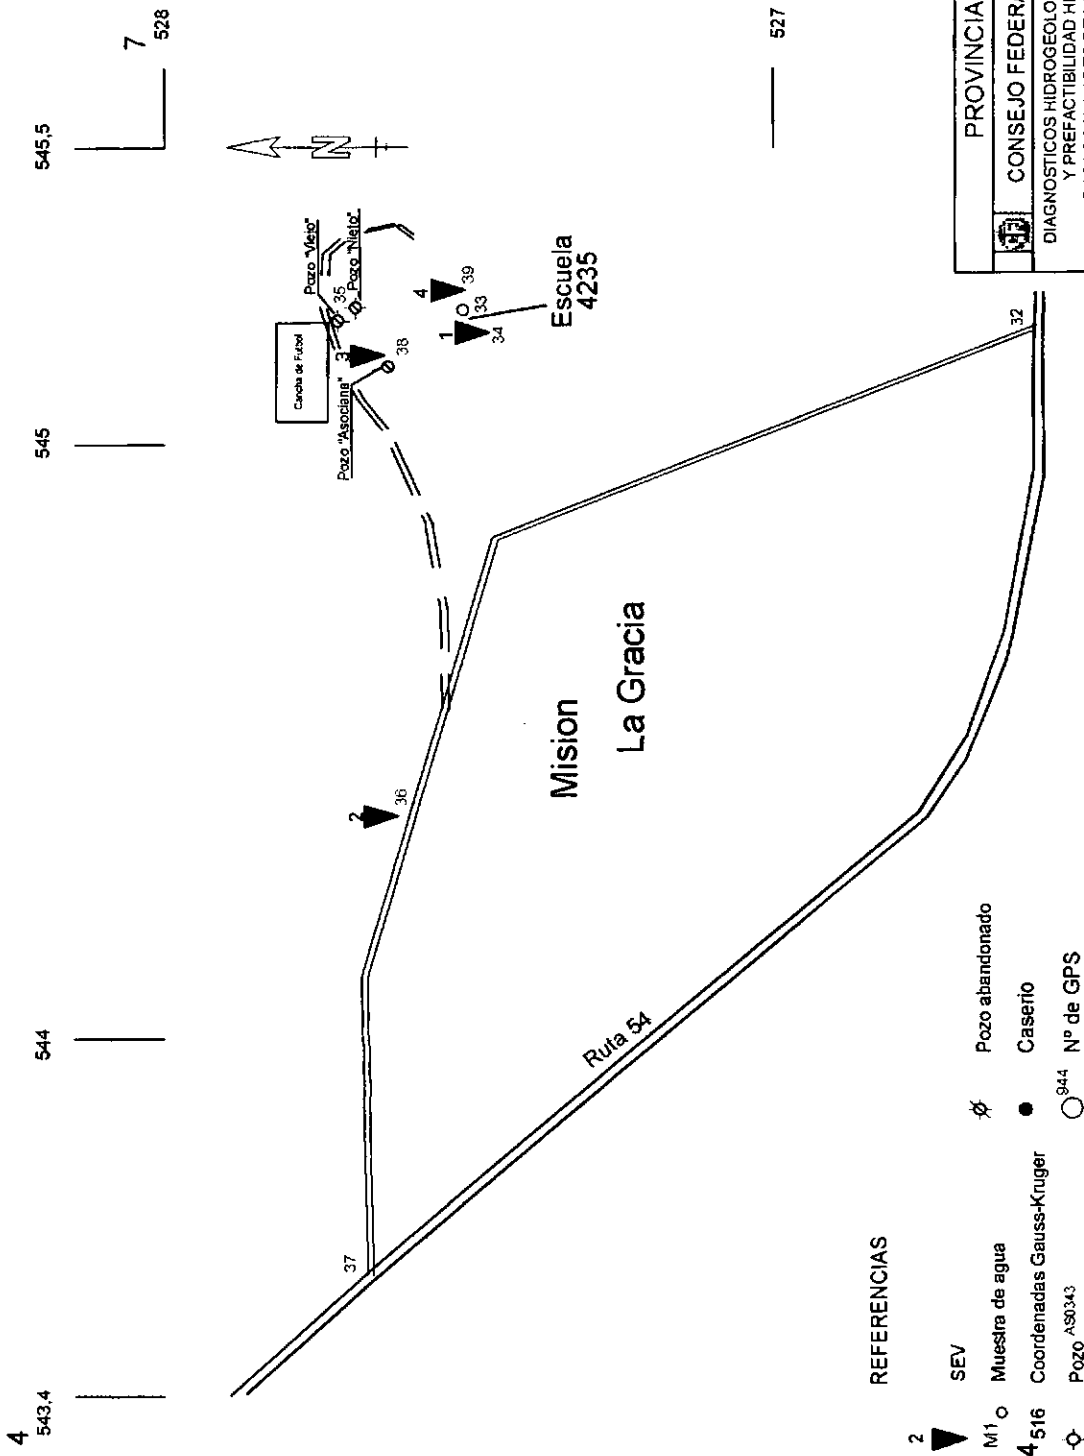 4
543,4
544
545
545,5
7
528
527
Pozo "Viejo"
35
Pozo "Nieto"
Cancha de Futbol
3
38
Pozo "Asociana"
4
39
33
1
34
Escuela
4235
N
2
36
37
32
Mision
La Gracia
Ruta 54
REFERENCIAS
2
SEV
M1
Muestra de agua
4 516
Coordenadas Gauss-Kruger
Pozo AS0343
Pozo abandonado
Caserio
944
Nº de GPS
PROVINCIA
CONSEJO FEDERA
DIAGNOSTICOS HIDROGEOLO
Y PREFACTIBILIDAD HI